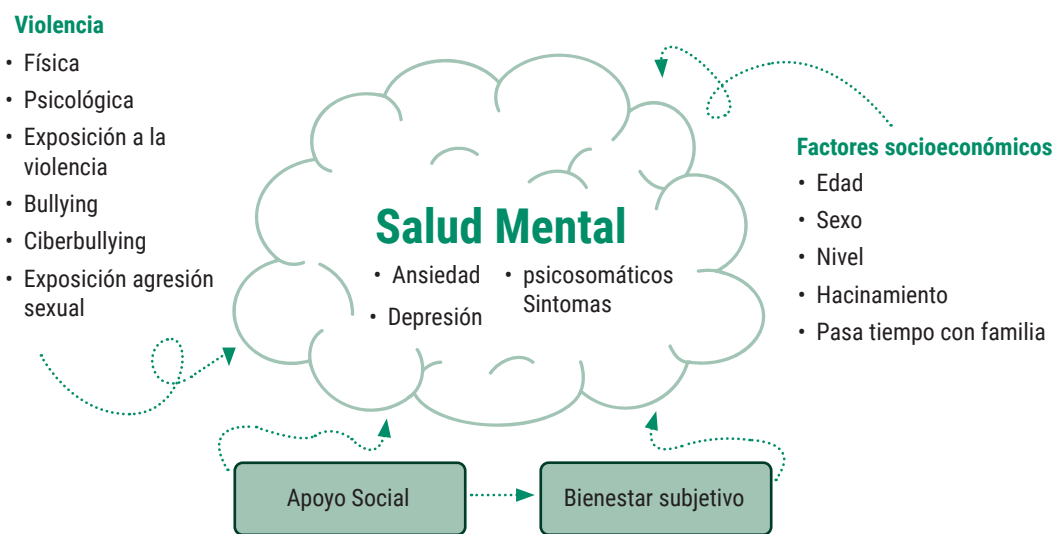 Violencia
• Física
• Psicológica
• Exposición a la
violencia
• Bullying
• Ciberbullying
• Exposición agresión
sexual
Salud Mental
• Ansiedad
• Depresión
• psicosomáticos
Sintomas
Factores socioeconómicos
• Edad
• Sexo
• Nivel
• Hacinamiento
• Pasa tiempo con familia
Apoyo Social
Bienestar subjetivo